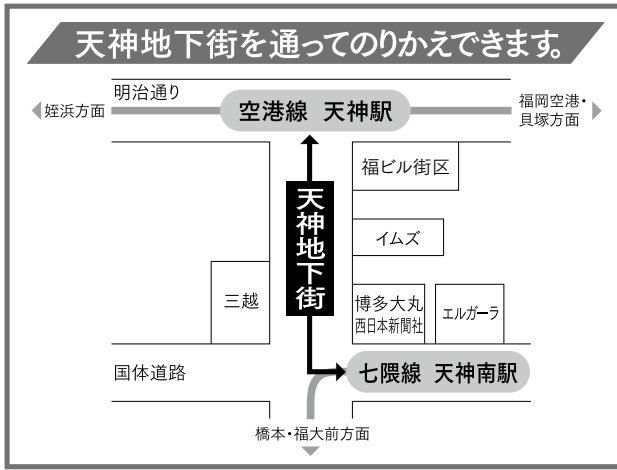 天神地下街を通ってのりかえできます。
明治通り
姪浜方面
空港線 天神駅
福岡空港・
貝塚方面
福ビル街区
天神地下街
イムズ
三越
博多大丸
西日本新聞社
エルガーラ
国体道路
七隈線 天神南駅
橋本・福大前方面